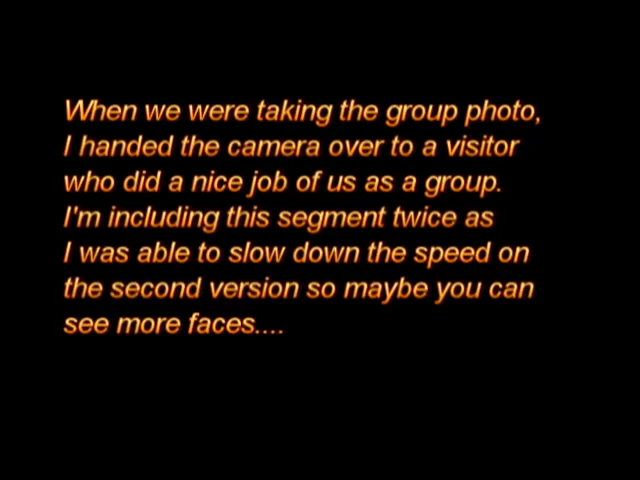 When we were taking the group photo,
I handed the camera over to a visitor
who did a nice job of us as a group.
I'm including this segment twice as
I was able to slow down the speed on
the second version so maybe you can
see more faces....